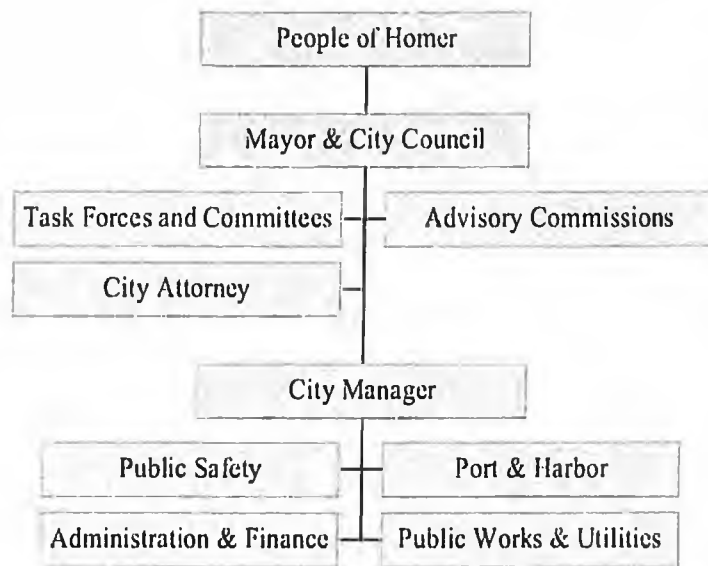 People of Homer
Mayor & City Council
Task Forces and Committees
Advisory Commissions
City Attorney
City Manager
Public Safety
Port & Harbor
Administration & Finance
Public Works & Utilities